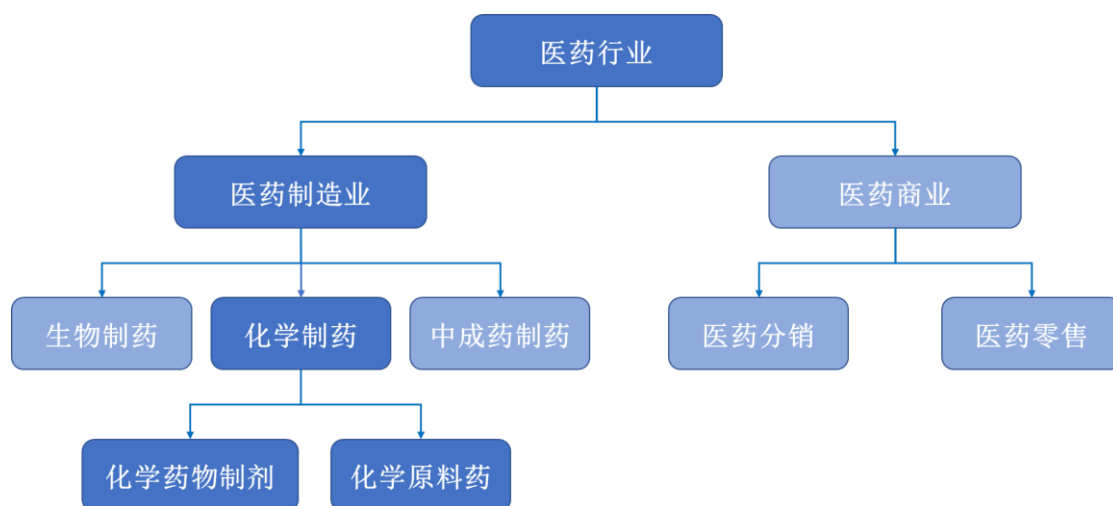 医药行业
医药制造业
医药商业
生物制药
化学制药
中成药制药
医药分销
医药零售
化学药物制剂
化学原料药